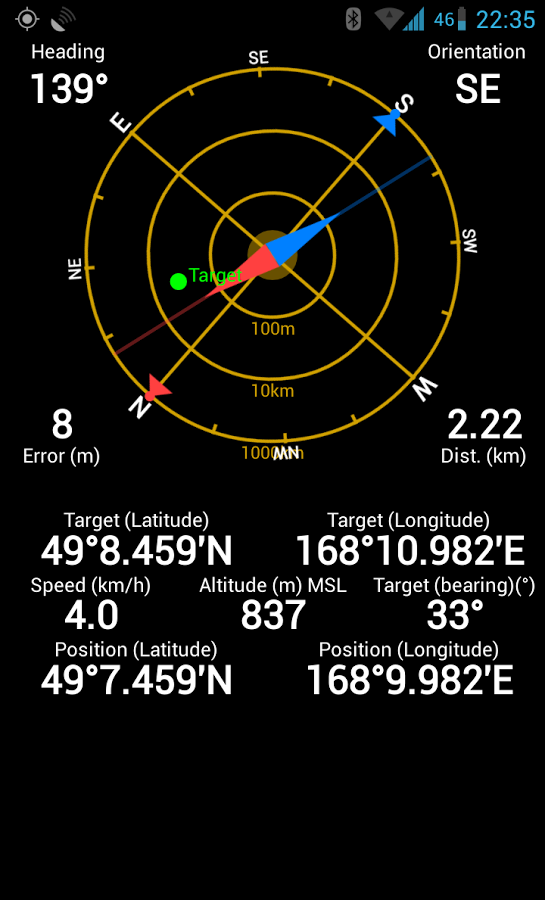 46 22:35
Heading
139°
Orientation
SE
SE
E
S
NE
SW
Target
100m
10km
N
W
1000km
NW
8
Error (m)
2.22
Dist. (km)
Target (Latitude)
Target (Longitude)
49°8.459'N
168°10.982'E
Speed (km/h)
Altitude (m) MSL
Target (bearing)(°)
4.0
837
33°
Position (Latitude)
Position (Longitude)
49°7.459'N
168°9.982'E